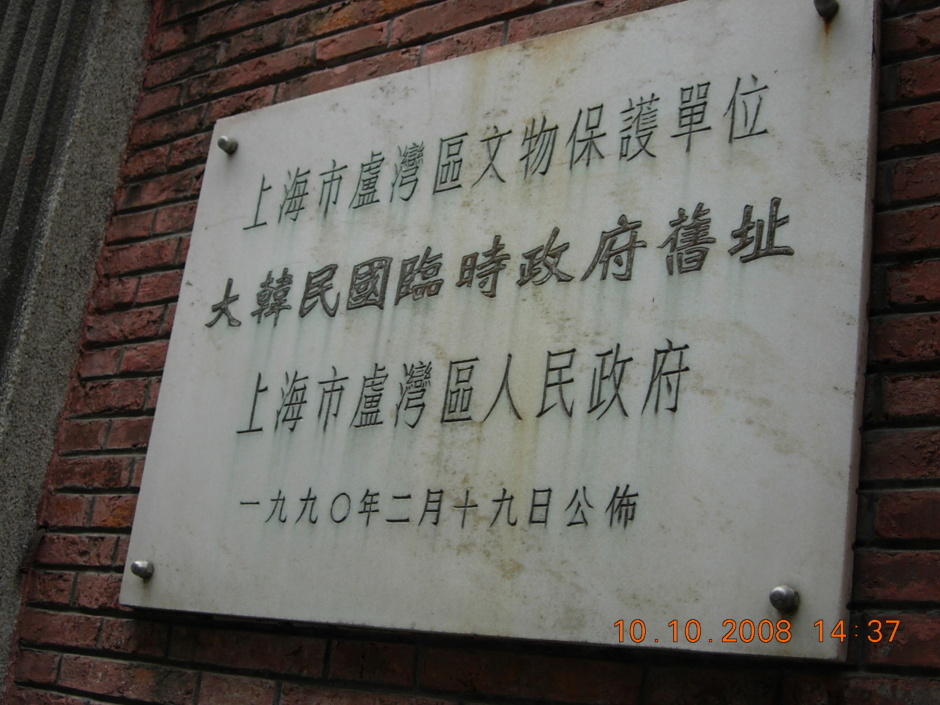 上海市盧灣區文物保護單位
大韓民國臨時政府舊址
上海市盧灣區人民政府
一九九〇年二月十九日公佈
10.10.2008 14:37